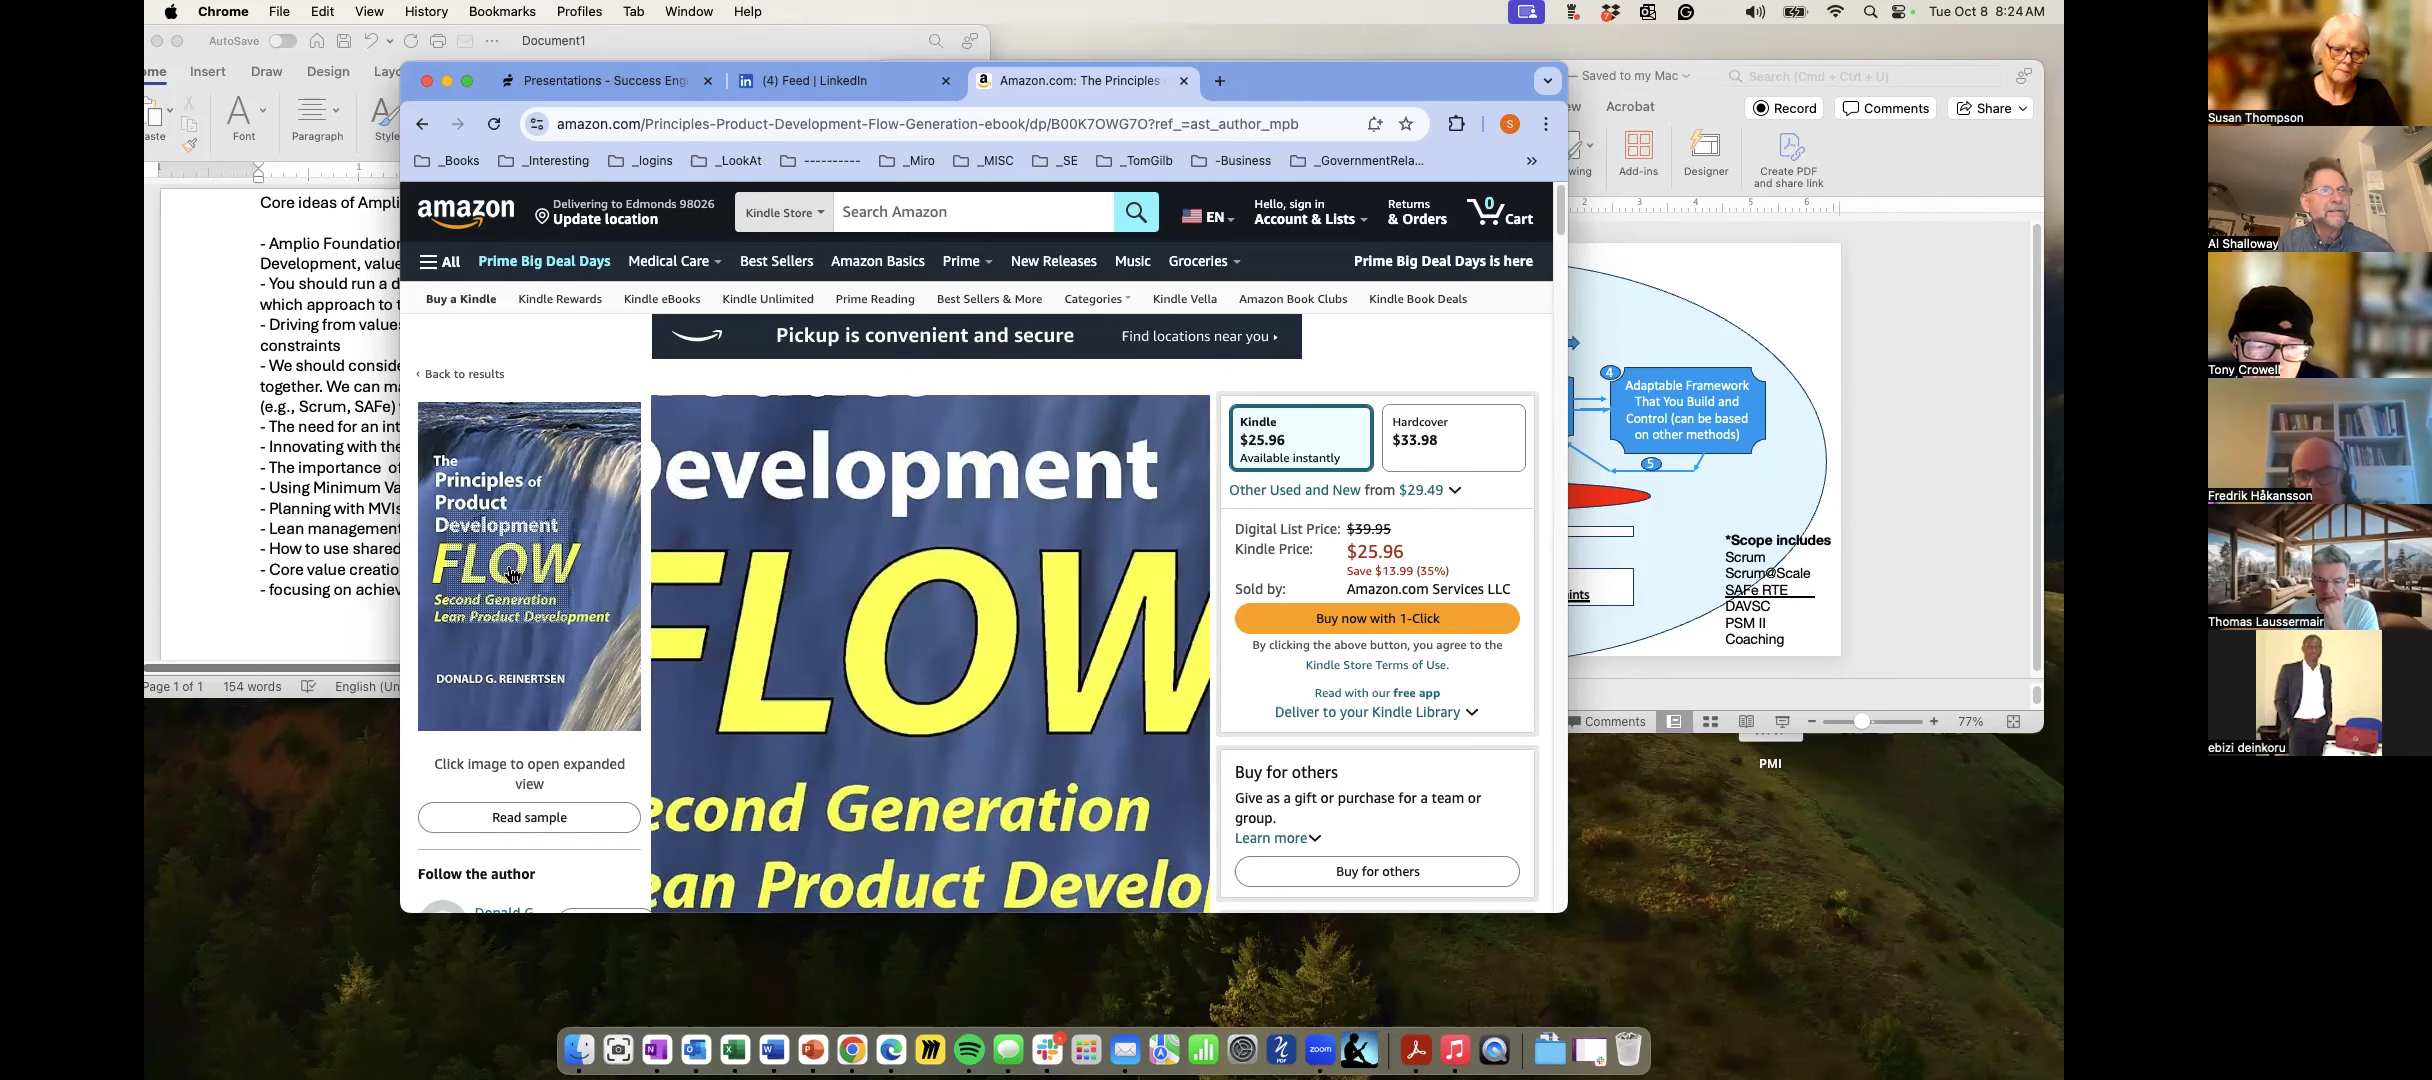 Chrome File Edit View History Bookmarks Profiles Tab Window Help
Tue Oct 8 8:24 AM
AutoSave
Document1
Insert Draw Design
Font
Paragraph
Core ideas of
- Amplio
Development, value
- You should run a
which approach to
- Driving from values
constraints
- We should
together. We can
(e.g., Scrum, SAFe)
- The need for an
- Innovating with the
- The importance of
- Using Minimum
- Planning with MVIs
- Lean management
- How to use shared
- Core value
- focusing on
Page 1 of 1 154 words
Presentations - Success Eng
(4) Feed | LinkedIn
Amazon.com: The Principles
amazon.com/Principles-Product-Development-Flow-Generation-ebook/dp/B00K7OWG7O?ref_=ast_author_mpb
S
_Books _Interesting _logins _LookAt ---------- _Miro _MISC _SE _TomGilb -Business _GovernmentRela... »
amazon
Delivering to Edmonds 98026
Update location
Kindle Store
Search Amazon
EN
Hello, sign in
Account & Lists
Returns
& Orders
0
Cart
All Prime Big Deal Days Medical Care Best Sellers Amazon Basics Prime New Releases Music Groceries
Prime Big Deal Days is here
Buy a Kindle Kindle Rewards Kindle eBooks Kindle Unlimited Prime Reading Best Sellers & More Categories Kindle Vella Amazon Book Clubs Kindle Book Deals
Pickup is convenient and secure
Find locations near you ›
‹ Back to results
The
Principles of
Product
Development
FLOW
Second Generation
Lean Product Development
DONALD G. REINERTSEN
Click image to open expanded
view
Read sample
Follow the author
Donald G.
Development
FLOW
econd Generation
ean Product Develo
Kindle
$25.96
Available instantly
Hardcover
$33.98
Other Used and New from $29.49
Digital List Price: $39.95
Kindle Price: $25.96
Save $13.99 (35%)
Sold by: Amazon.com Services LLC
Buy now with 1-Click
By clicking the above button, you agree to the
Kindle Store Terms of Use.
Read with our free app
Deliver to your Kindle Library
Buy for others
Give as a gift or purchase for a team or
group.
Learn more
Buy for others
— Saved to my Mac
Search (Cmd + Ctrl + U)
Acrobat
Record
Comments
Share
Add-ins
Designer
Create PDF
and share link
2 3 4 5 6
4
Adaptable Framework
That You Build and
Control (can be based
on other methods)
5
*Scope includes
Scrum
Scrum@Scale
SAFe RTE
DAVSC
PSM II
Coaching
Comments
77%
PMI
zoom
Susan Thompson
Al Shalloway
Tony Crowell
Fredrik Håkansson
Thomas Laussermair
ebizi deinkoru